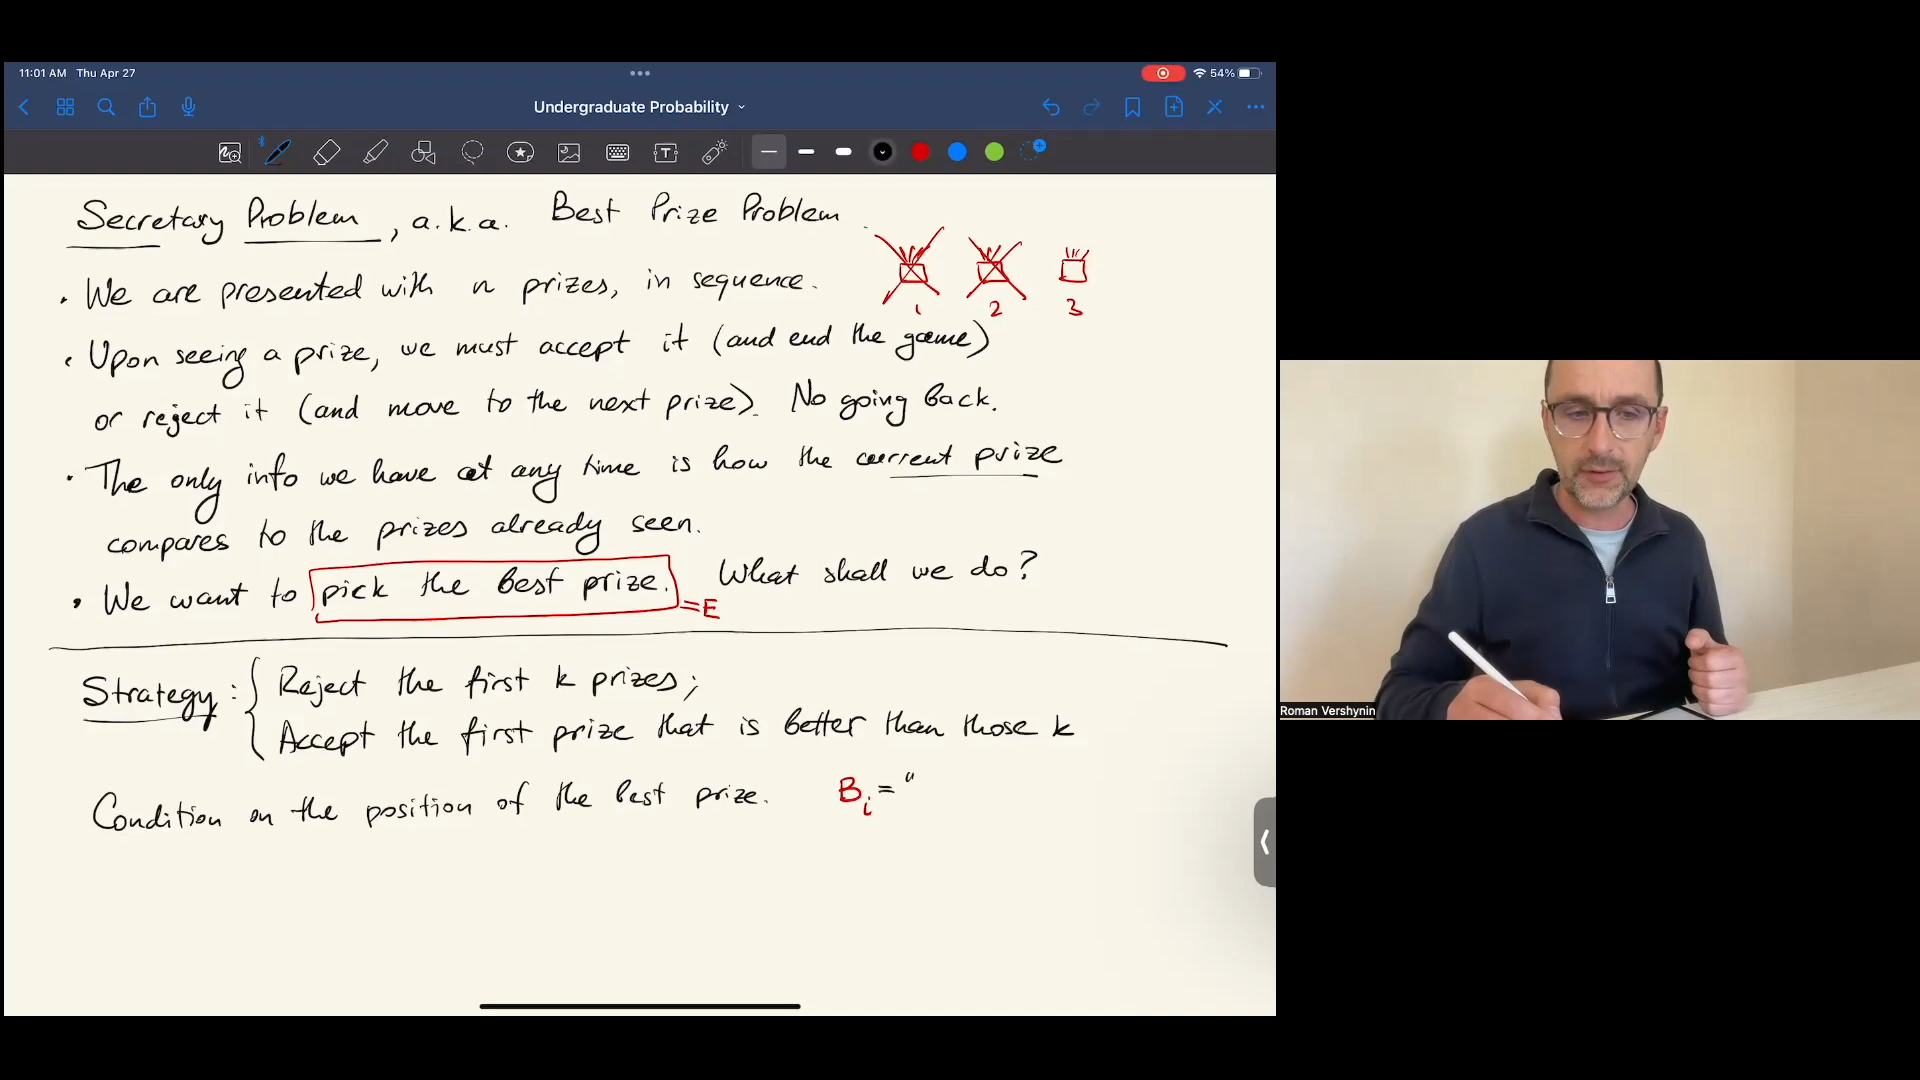 11:01 AM Thu Apr 27
54%
Undergraduate Probability
Secretary Problem, a.k.a. Best Prize Problem
• We are presented with n prizes, in sequence.
1 2 3
• Upon seeing a prize, we must accept it (and end the game)
or reject it (and move to the next prize). No going back.
• The only info we have at any time is how the current prize
compares to the prizes already seen.
• We want to pick the best prize. = E What shall we do?
Strategy: { Reject the first k prizes;
Accept the first prize that is better than those k
Condition on the position of the best prize. Bi = "
Roman Vershynin